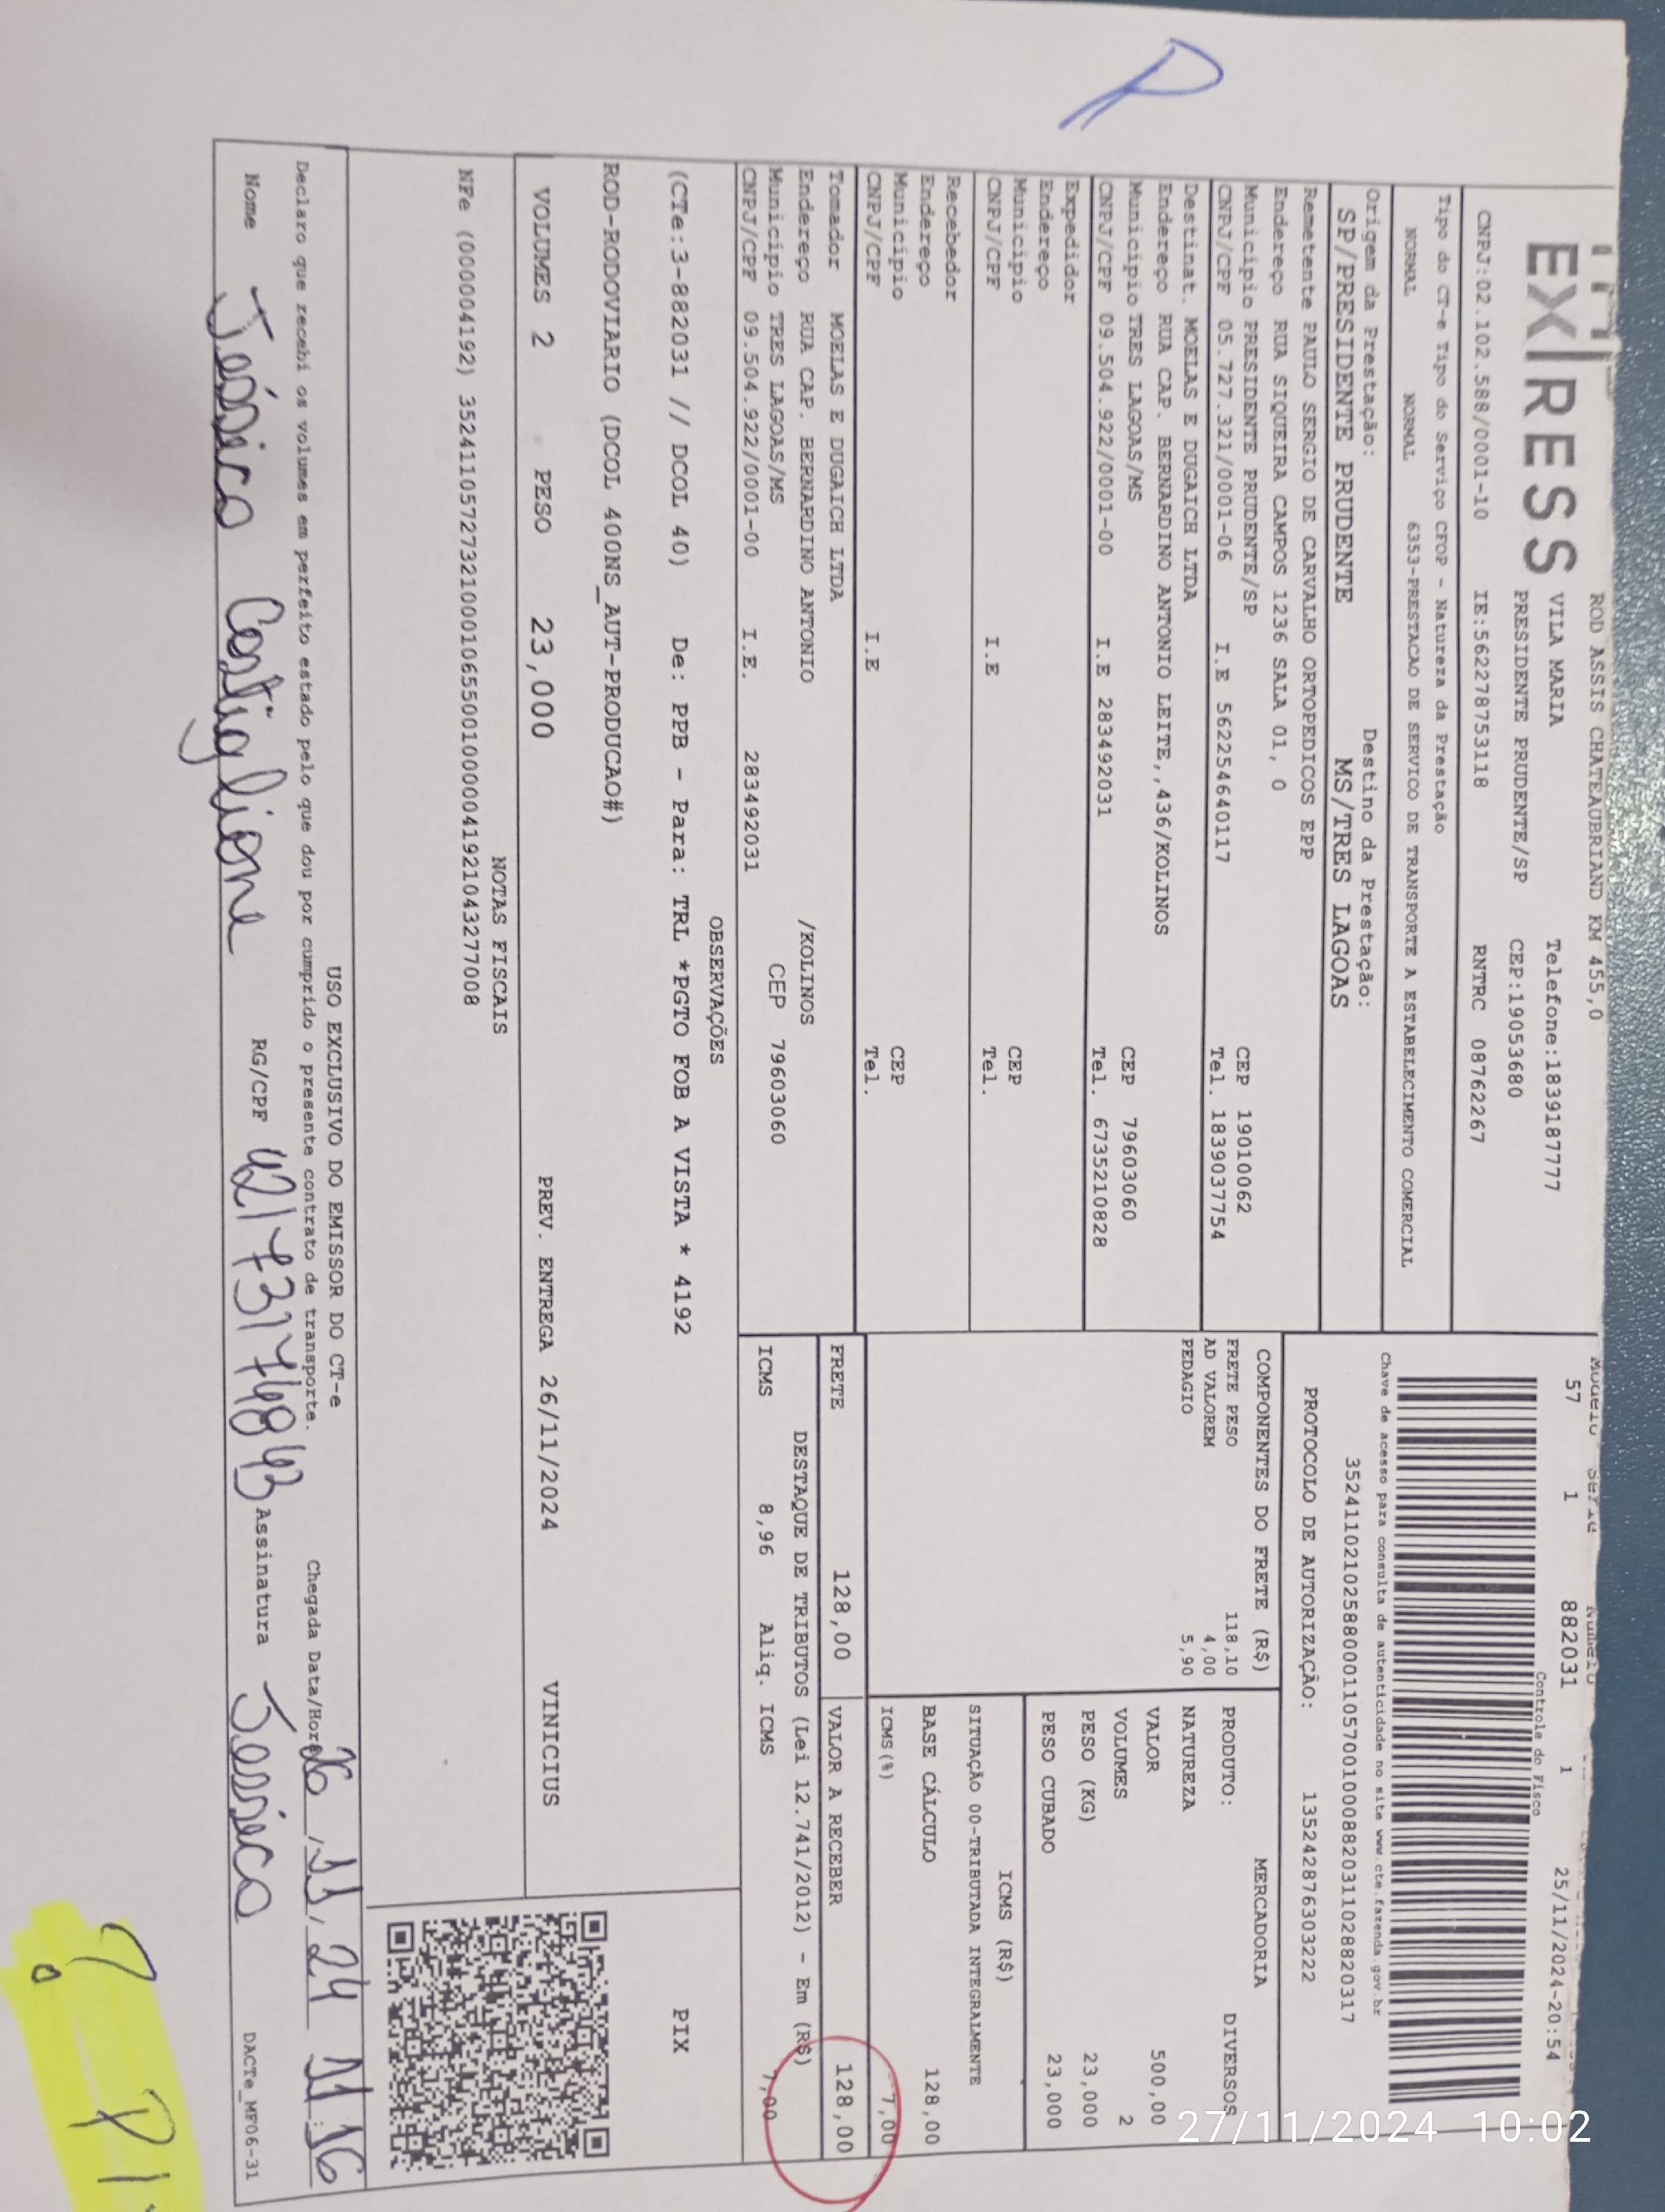 EXPRESS
ROD ASSIS CHATEAUBRIAND KM 455,0
VILA MARIA Telefone:1839187777
PRESIDENTE PRUDENTE/SP CEP:19053680
CNPJ:02.102.588/0001-10 IE:562278753118 RNTRC 08762267
Tipo do CT-e Tipo do Serviço CFOP - Natureza da Prestação
NORMAL NORMAL 6353-PRESTACAO DE SERVICO DE TRANSPORTE A ESTABELECIMENTO COMERCIAL
Origem da Prestação: Destino da Prestação:
SP/PRESIDENTE PRUDENTE MS/TRES LAGOAS
Remetente PAULO SERGIO DE CARVALHO ORTOPEDICOS EPP
Endereço RUA SIQUEIRA CAMPOS 1236 SALA 01, 0
Município PRESIDENTE PRUDENTE/SP CEP 19010062
CNPJ/CPF 05.727.321/0001-06 I.E 562254640117 Tel. 1839037754
Destinat. MOELAS E DUGAICH LTDA
Endereço RUA CAP. BERNARDINO ANTONIO LEITE,,436/KOLINOS
Município TRES LAGOAS/MS CEP 79603060
CNPJ/CPF 09.504.922/0001-00 I.E 283492031 Tel. 6735210828
Expedidor
Endereço
Município CEP
CNPJ/CPF I.E Tel.
Recebedor
Endereço
Município CEP
CNPJ/CPF I.E Tel.
Tomador MOELAS E DUGAICH LTDA
Endereço RUA CAP. BERNARDINO ANTONIO /KOLINOS
Município TRES LAGOAS/MS CEP 79603060
CNPJ/CPF 09.504.922/0001-00 I.E. 283492031
Modelo Série Número
57 1 882031 1 25/11/2024-20:54
Controle do Fisco
Chave de acesso para consulta de autenticidade no site www.cte.fazenda.gov.br
35241102102588000110570010008820311028820317
PROTOCOLO DE AUTORIZAÇÃO: 135242876303222
COMPONENTES DO FRETE (R$)
FRETE PESO 118,10
AD VALOREM 4,00
PEDAGIO 5,90
MERCADORIA
PRODUTO: DIVERSOS
NATUREZA
VALOR 500,00
VOLUMES 2
PESO (KG) 23,000
PESO CUBADO 23,000
ICMS (R$)
SITUAÇÃO 00-TRIBUTADA INTEGRALMENTE
BASE CÁLCULO 128,00
ICMS(%) 7,00
FRETE 128,00 VALOR A RECEBER 128,00
DESTAQUE DE TRIBUTOS (Lei 12.741/2012) - Em (R$)
ICMS 8,96 Aliq. ICMS 7,00
OBSERVAÇÕES
(CTe:3-882031 // DCOL 40) De: PPB - Para: TRL *PGTO FOB A VISTA * 4192
ROD-RODOVIARIO (DCOL 400NS_AUT-PRODUCAO#)
PIX
VOLUMES 2 PESO 23,000 PREV. ENTREGA 26/11/2024 VINICIUS
NOTAS FISCAIS
NFe (000004192) 35241105727321000106550010000041921043277008
USO EXCLUSIVO DO EMISSOR DO CT-e
Declaro que recebi os volumes em perfeito estado pelo que dou por cumprido o presente contrato de transporte. Chegada Data/Hora 26/11/24 11:16
Nome Jéssica Castiglione RG/CPF 42173174843 Assinatura Jessica
DACTe_MF06-31
27/11/2024 10:02